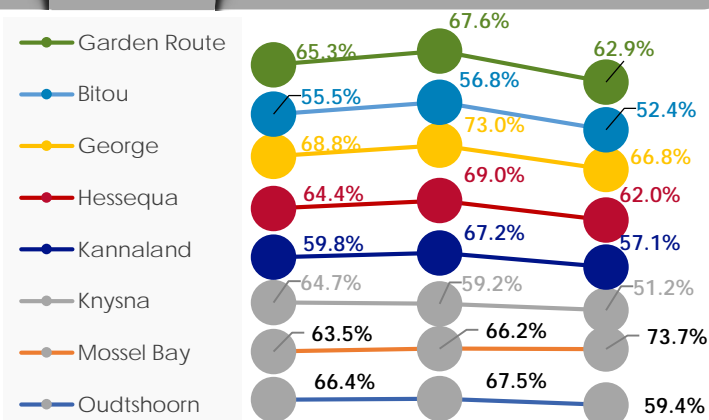 Garden Route 65.3% 67.6% 62.9%
Bitou 55.5% 56.8% 52.4%
George 68.8% 73.0% 66.8%
Hessequa 64.4% 69.0% 62.0%
Kannaland 59.8% 67.2% 57.1%
Knysna 64.7% 59.2% 51.2%
Mossel Bay 63.5% 66.2% 73.7%
Oudtshoorn 66.4% 67.5% 59.4%